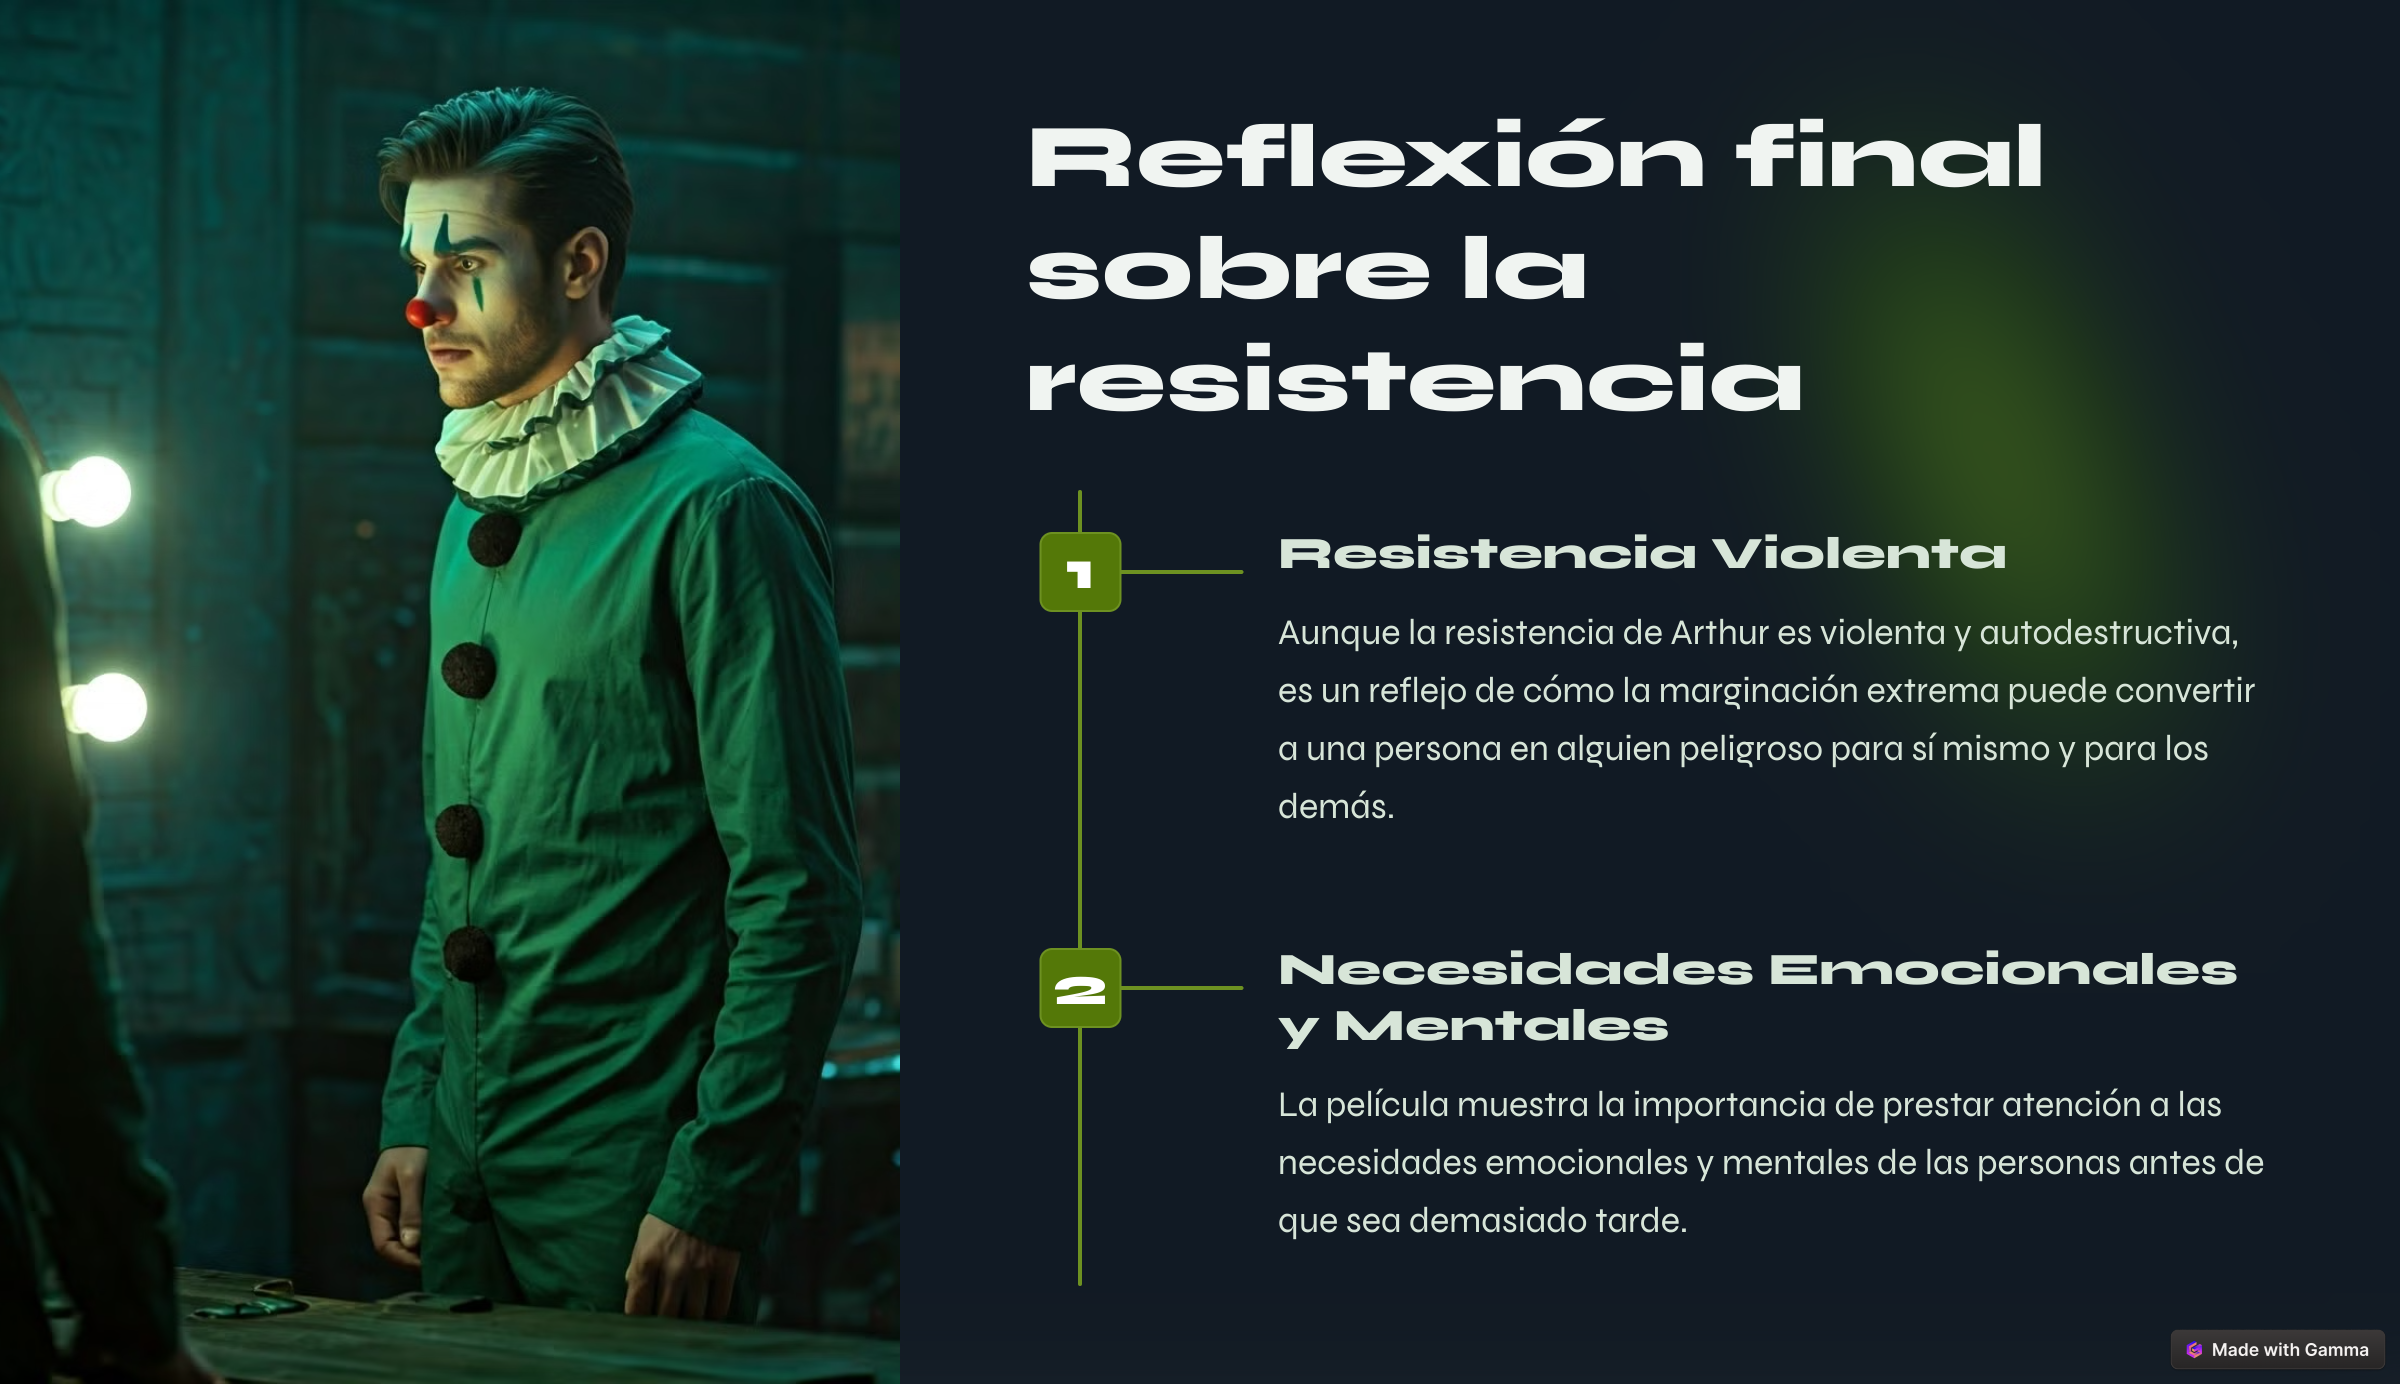 Reflexión final
sobre la
resistencia
1
Resistencia Violenta
Aunque la resistencia de Arthur es violenta y autodestructiva,
es un reflejo de cómo la marginación extrema puede convertir
a una persona en alguien peligroso para sí mismo y para los
demás.
2
Necesidades Emocionales
y Mentales
La película muestra la importancia de prestar atención a las
necesidades emocionales y mentales de las personas antes de
que sea demasiado tarde.
Made with Gamma